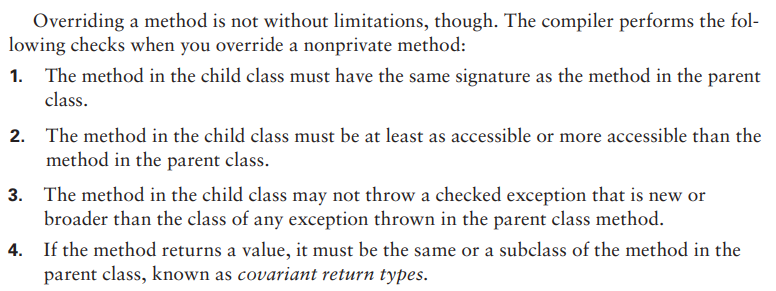 Overriding a method is not without limitations, though. The compiler performs the fol-
lowing checks when you override a nonprivate method:
1. The method in the child class must have the same signature as the method in the parent
class.
2. The method in the child class must be at least as accessible or more accessible than the
method in the parent class.
3. The method in the child class may not throw a checked exception that is new or
broader than the class of any exception thrown in the parent class method.
4. If the method returns a value, it must be the same or a subclass of the method in the
parent class, known as covariant return types.